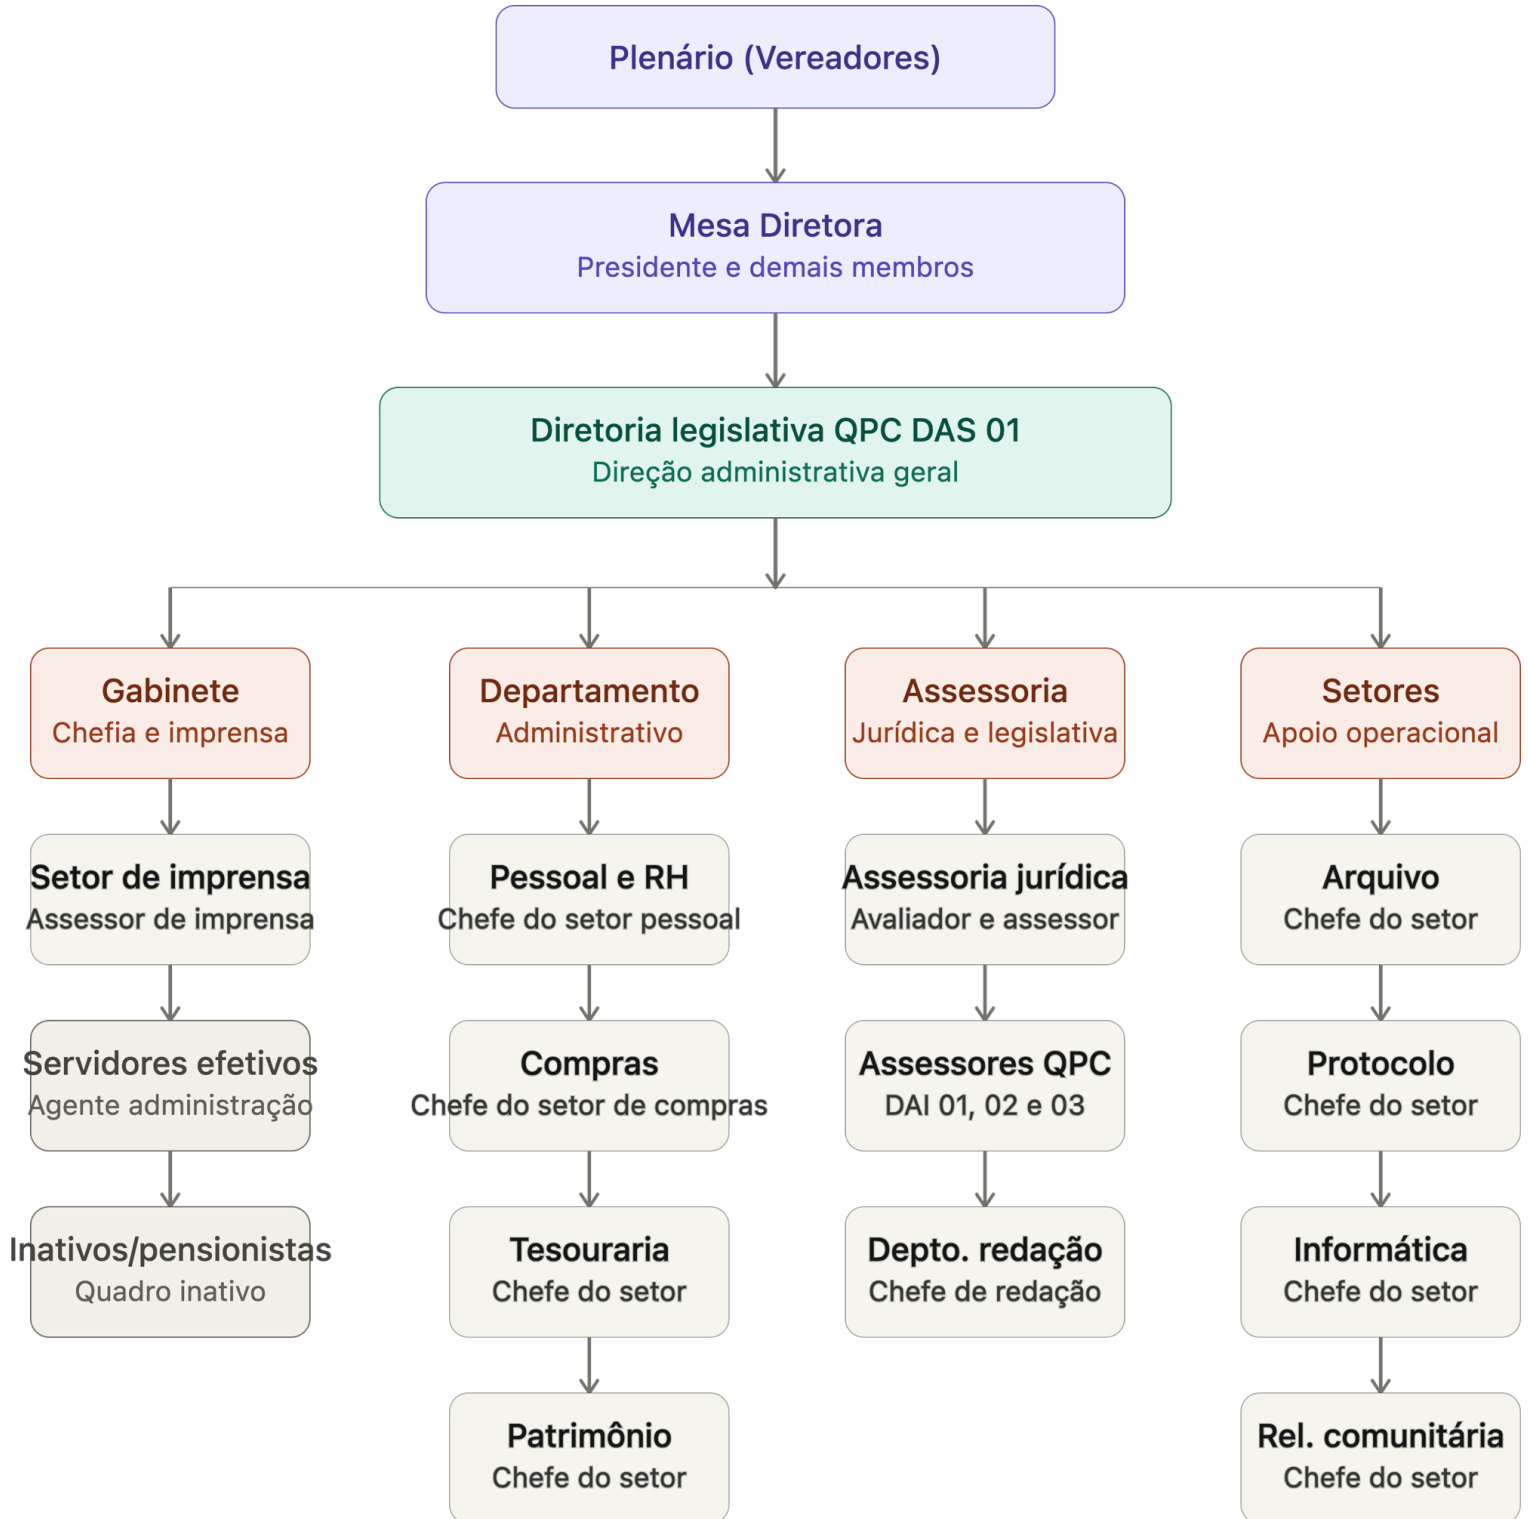 Plenário (Vereadores)
Mesa Diretora
Presidente e demais membros
Diretoria legislativa QPC DAS 01
Direção administrativa geral
Gabinete
Chefia e imprensa
Departamento
Administrativo
Assessoria
Jurídica e legislativa
Setores
Apoio operacional
Setor de imprensa
Assessor de imprensa
Pessoal e RH
Chefe do setor pessoal
Assessoria jurídica
Avaliador e assessor
Arquivo
Chefe do setor
Servidores efetivos
Agente administração
Compras
Chefe do setor de compras
Assessores QPC
DAI 01, 02 e 03
Protocolo
Chefe do setor
Inativos/pensionistas
Quadro inativo
Tesouraria
Chefe do setor
Depto. redação
Chefe de redação
Informática
Chefe do setor
Patrimônio
Chefe do setor
Rel. comunitária
Chefe do setor